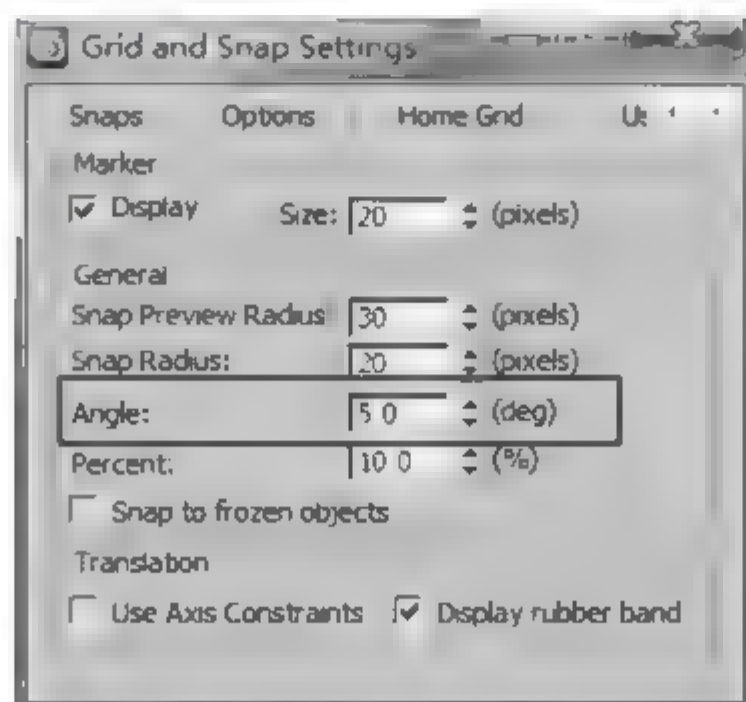 Grid and Snap Settings
Snaps Options Home Grid
Marker
Display Size: 20 (pixels)
General
Snap Preview Radius 30 (pixels)
Snap Radius: 20 (pixels)
Angle: 5.0 (deg)
Percent: 10.0 (%)
Snap to frozen objects
Translation
Use Axis Constraints Display rubber band